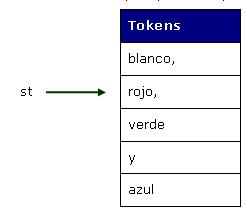 Tokens
blanco,
st rojo,
verde
y
azul